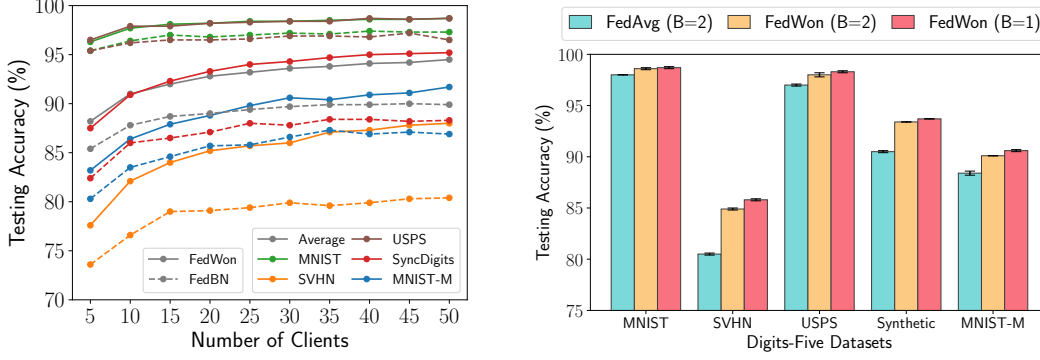 Testing Accuracy (%)
100
95
90
85
80
75
70
FedWon
FedBN
Average
MNIST
SVHN
USPS
SyncDigits
MNIST-M
5 10 15 20 25 30 35 40 45 50
Number of Clients
FedAvg (B=2) FedWon (B=2) FedWon (B=1)
Testing Accuracy (%)
100
95
90
85
80
75
MNIST SVHN USPS Synthetic MNIST-M
Digits-Five Datasets